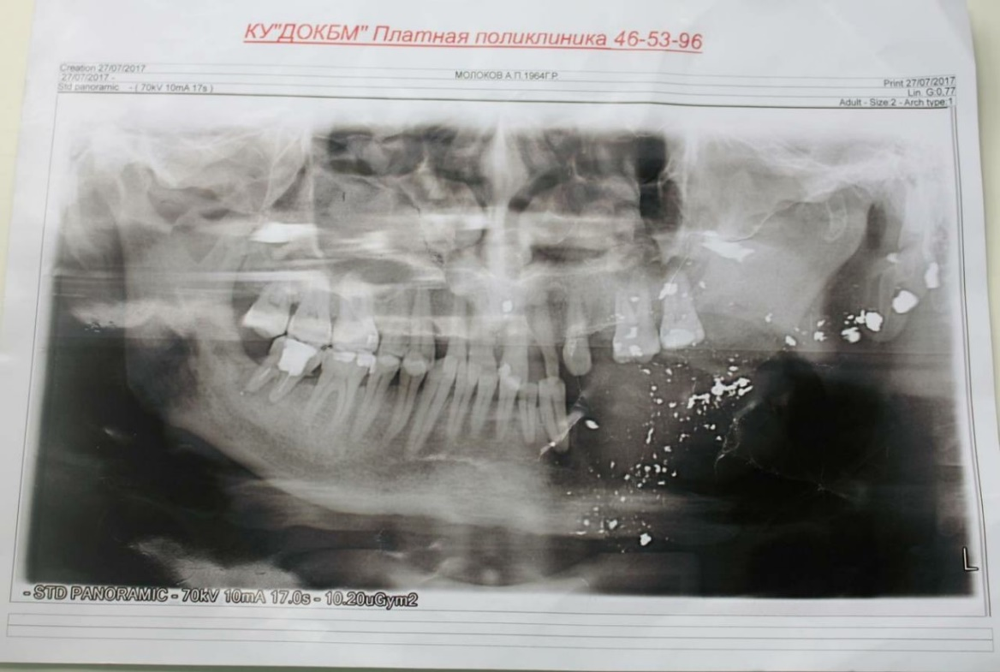 КУ"ДОКБМ" Платная поликлиника 46-53-96
Creation 27/07/2017
27/07/2017 -
Std panoramic - ( 70kV 10mA 17s )
МОЛОКОВ А.П.1964Г.Р.
Print 27/07/2017
Lin. G:0,77
Adult - Size:2 - Arch type:1
L
- STD PANORAMIC - 70kV 10mA 17.0s - 10.20uGym2